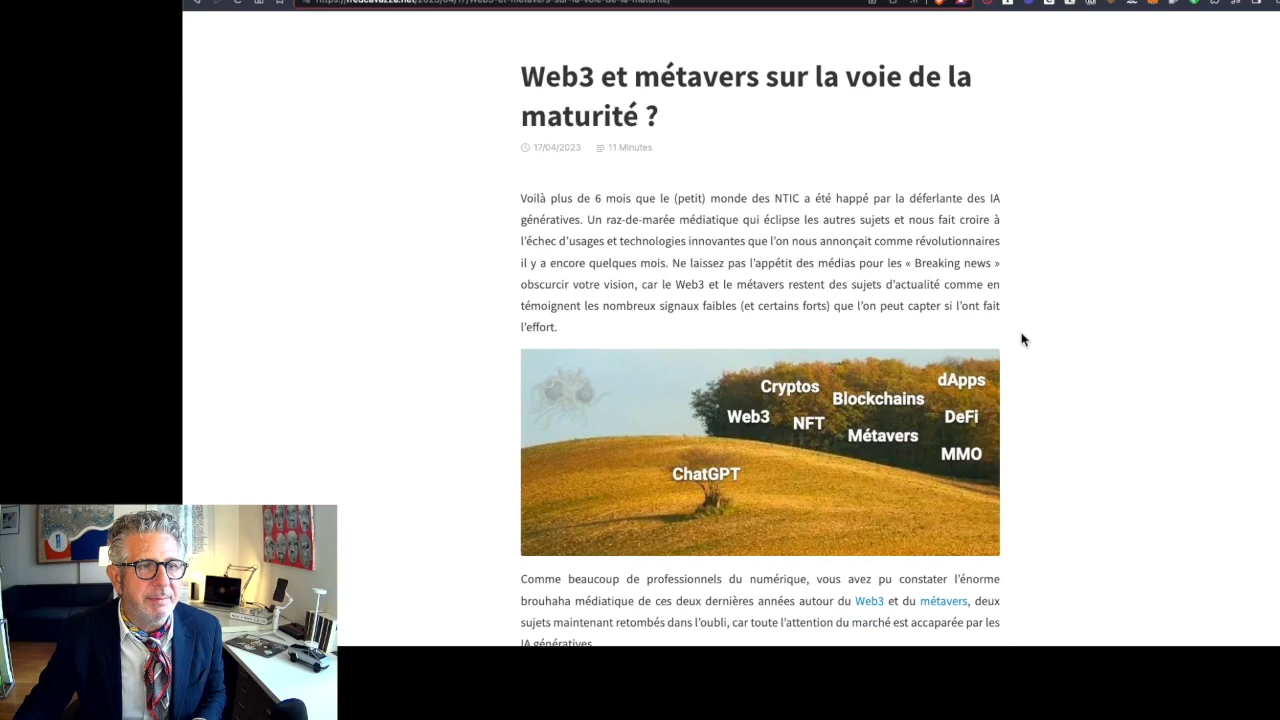 Web3 et métavers sur la voie de la
maturité ?
17/04/2023 11 Minutes
Voilà plus de 6 mois que le (petit) monde des NTIC a été happé par la déferlante des IA
génératives. Un raz-de-marée médiatique qui éclipse les autres sujets et nous fait croire à
l'échec d'usages et technologies innovantes que l'on nous annonçait comme révolutionnaires
il y a encore quelques mois. Ne laissez pas l'appétit des médias pour les « Breaking news »
obscurcir votre vision, car le Web3 et le métavers restent des sujets d'actualité comme en
témoignent les nombreux signaux faibles (et certains forts) que l'on peut capter si l'ont fait
l'effort.
Cryptos
Blockchains
dApps
Web3
NFT
Métavers
DeFi
MMO
ChatGPT
Comme beaucoup de professionnels du numérique, vous avez pu constater l'énorme
brouhaha médiatique de ces deux dernières années autour du Web3 et du métavers, deux
sujets maintenant retombés dans l'oubli, car toute l'attention du marché est accaparée par les
IA génératives